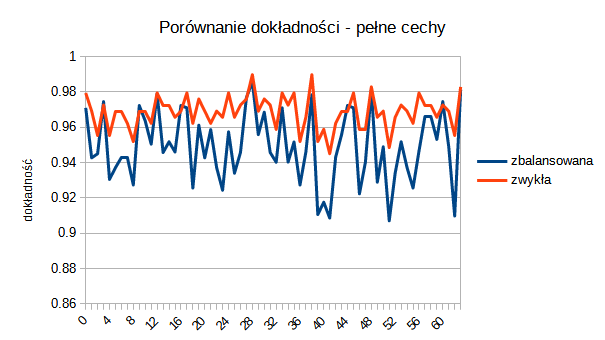 Porównanie dokładności - pełne cechy
1
0.98
0.96
0.94
0.92
0.9
0.88
0.86
dokładność
0 4 8 12 16 20 24 28 32 36 40 44 48 52 56 60
zbalansowana
zwykła